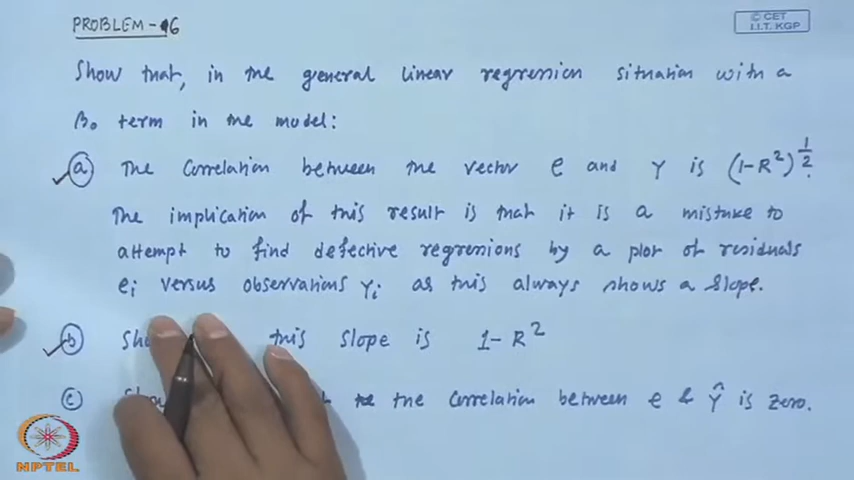 PROBLEM-6
© CET
I.I.T. KGP
Show that, in the general linear regression situation with a
β₀ term in the model:
(a) The Correlation between the vector e and Y is (1-R²)^1/2.
The implication of this result is that it is a mistake to
attempt to find defective regressions by a plot of residuals
eᵢ versus observations Yᵢ as this always shows a slope.
(b) this slope is 1-R²
(c) the Correlation between e & Ŷ is zero.
NPTEL